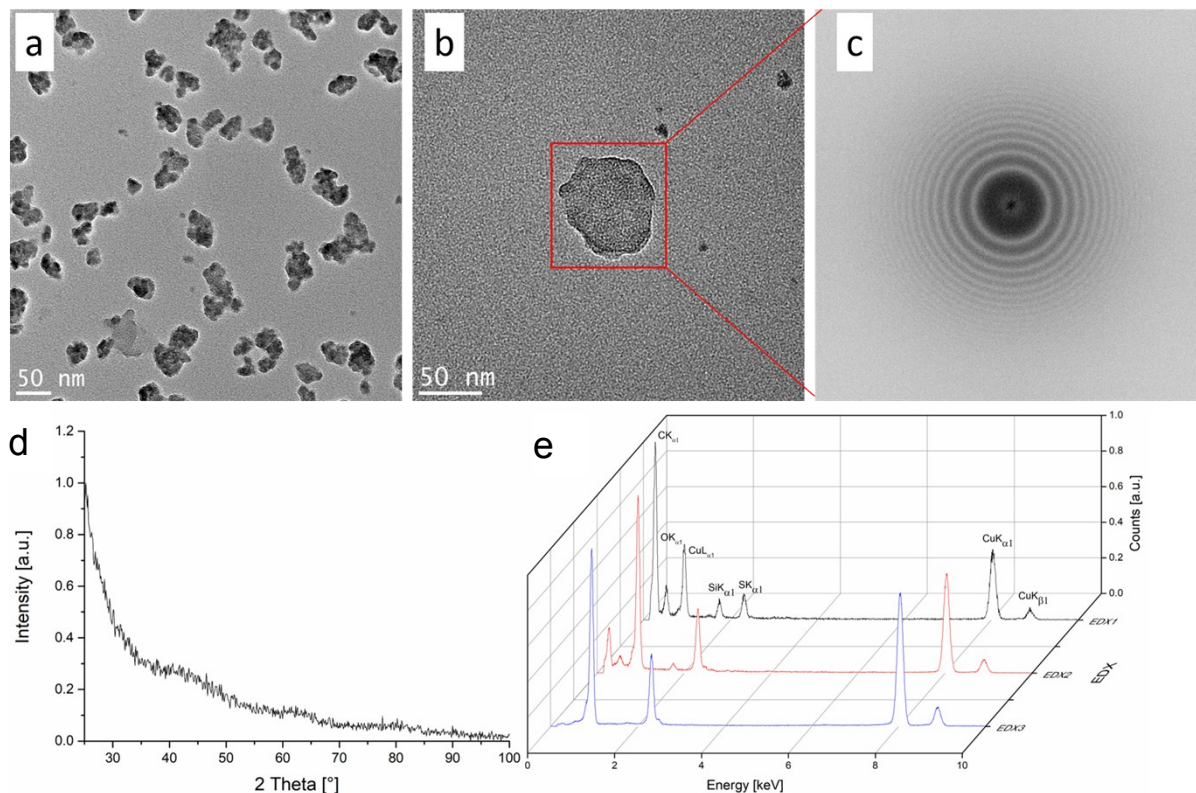 a
b
c
50 nm
50 nm
d
1.2
1.0
0.8
0.6
0.4
0.2
0.0
Intensity [a.u.]
30 40 50 60 70 80 90 100
2 Theta [°]
e
CKα1
OKα1
CuLα1
SiKα1
SKα1
CuKα1
CuKβ1
1.0
0.8
0.6
0.4
0.2
0.0
Counts [a.u.]
EDX1
EDX2
EDX3
EDX
0 2 4 6 8 10
Energy [keV]